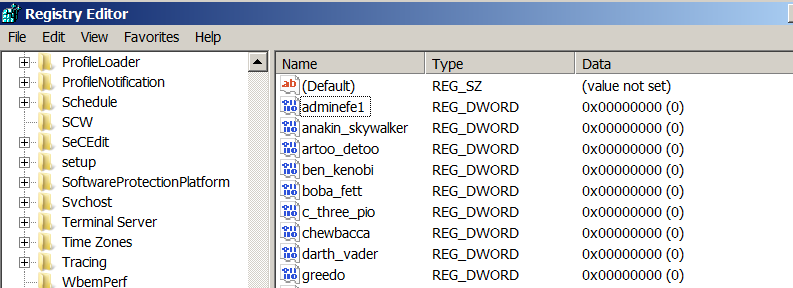 Registry Editor
File Edit View Favorites Help
ProfileLoader
ProfileNotification
Schedule
SCW
SeCEdit
setup
SoftwareProtectionPlatform
Svchost
Terminal Server
Time Zones
Tracing
WbemPerf
Name Type Data
(Default) REG_SZ (value not set)
adminefe1 REG_DWORD 0x00000000 (0)
anakin_skywalker REG_DWORD 0x00000000 (0)
artoo_detoo REG_DWORD 0x00000000 (0)
ben_kenobi REG_DWORD 0x00000000 (0)
boba_fett REG_DWORD 0x00000000 (0)
c_three_pio REG_DWORD 0x00000000 (0)
chewbacca REG_DWORD 0x00000000 (0)
darth_vader REG_DWORD 0x00000000 (0)
greedo REG_DWORD 0x00000000 (0)